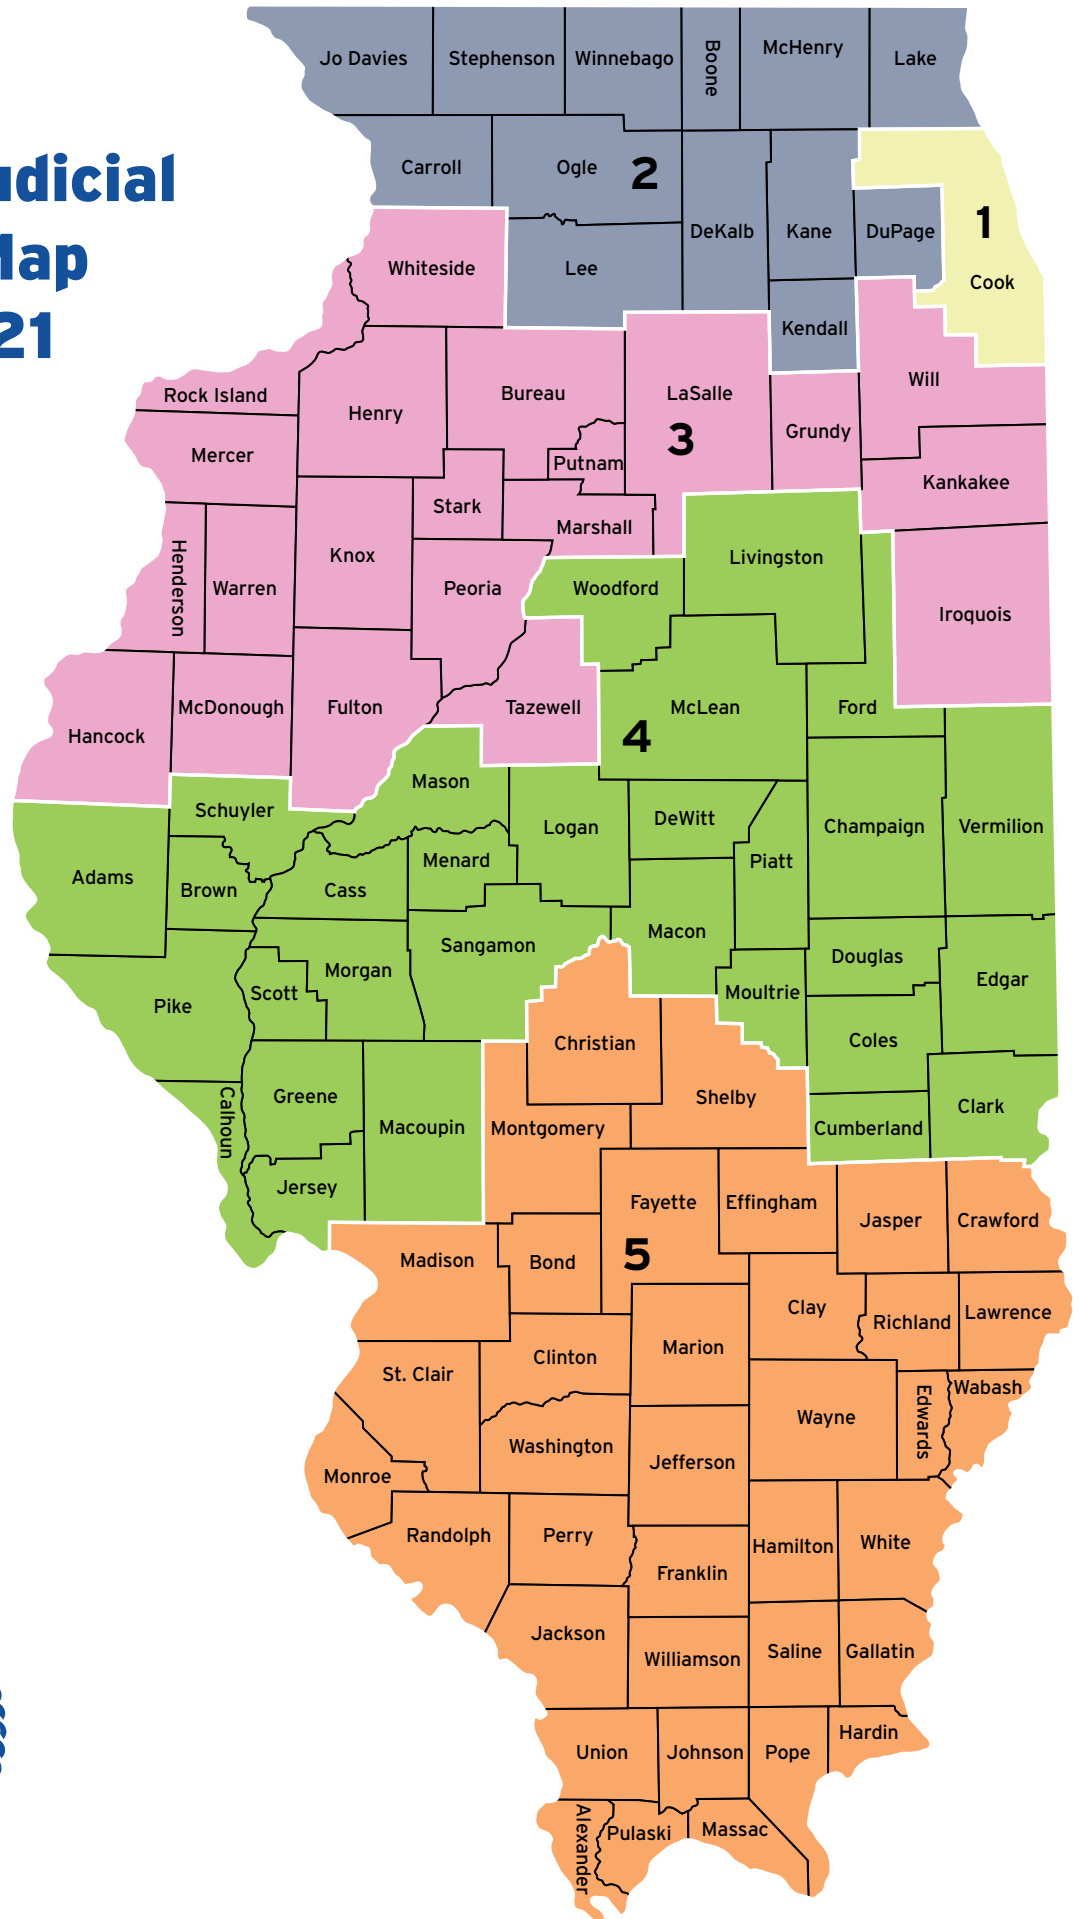 Jo Davies
Stephenson
Winnebago
Boone
McHenry
Lake
Carroll
Ogle
2
DeKalb
Kane
DuPage
1
Cook
Whiteside
Lee
Kendall
Rock Island
Henry
Bureau
LaSalle
3
Grundy
Will
Mercer
Putnam
Kankakee
Stark
Marshall
Henderson
Warren
Knox
Peoria
Woodford
Livingston
Iroquois
Hancock
McDonough
Fulton
Tazewell
McLean
4
Ford
Mason
Schuyler
Logan
DeWitt
Champaign
Vermilion
Adams
Brown
Cass
Menard
Piatt
Sangamon
Macon
Morgan
Scott
Pike
Moultrie
Douglas
Edgar
Christian
Coles
Shelby
Greene
Calhoun
Macoupin
Montgomery
Cumberland
Clark
Jersey
Fayette
Effingham
Jasper
Crawford
Madison
Bond
5
Clay
Richland
Lawrence
St. Clair
Clinton
Marion
Wayne
Edwards
Wabash
Monroe
Washington
Jefferson
Randolph
Perry
Franklin
Hamilton
White
Jackson
Williamson
Saline
Gallatin
Union
Johnson
Pope
Hardin
Alexander
Pulaski
Massac
udicial
Map
21